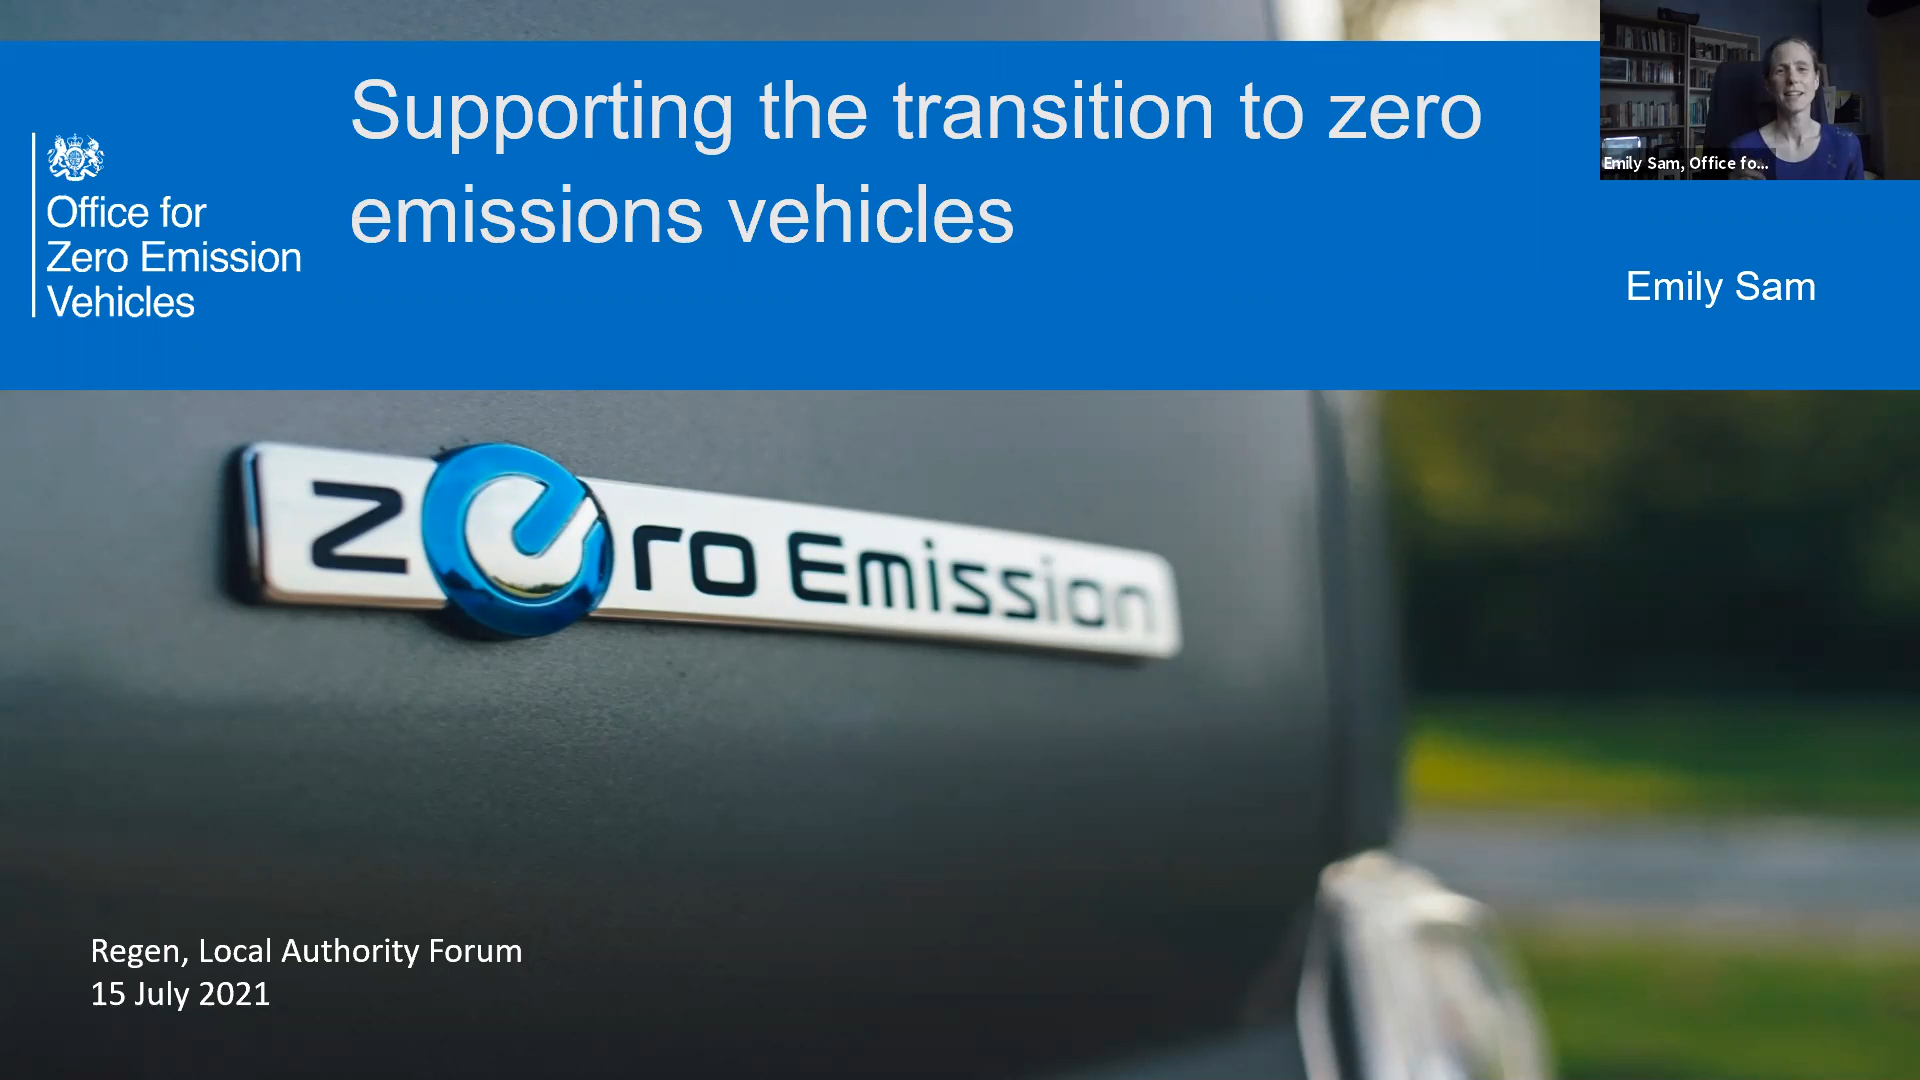 Supporting the transition to zero
emissions vehicles
Office for
Zero Emission
Vehicles
Emily Sam, Office fo...
Emily Sam
zero Emission
Regen, Local Authority Forum
15 July 2021